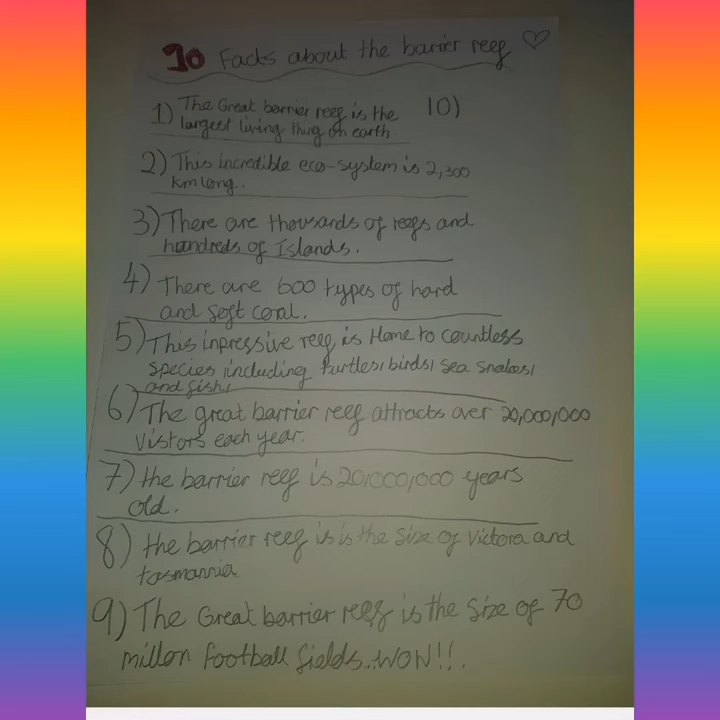 10 Facts about the barier reef
1) The Great barrier reef is the
largest living thing on earth
10)
2) This incredible eco-system is 2,300
km long.
3) There are thousands of reefs and
hundreds of Islands.
4) There are 600 types of hard
and soft coral.
5) This inpressive reef is Home to countless
species including turtles, birds, sea snakes,
and fish,
6) The great barrier reef attracts over 20,000,000
Vistors each year.
7) the barrier reef is 20,000,000 years
old.
8) the barrier reef is is the size of Victora and
tasmannia
9) The Great barrier reef is the size of 70
millon football fields..WOW!!.